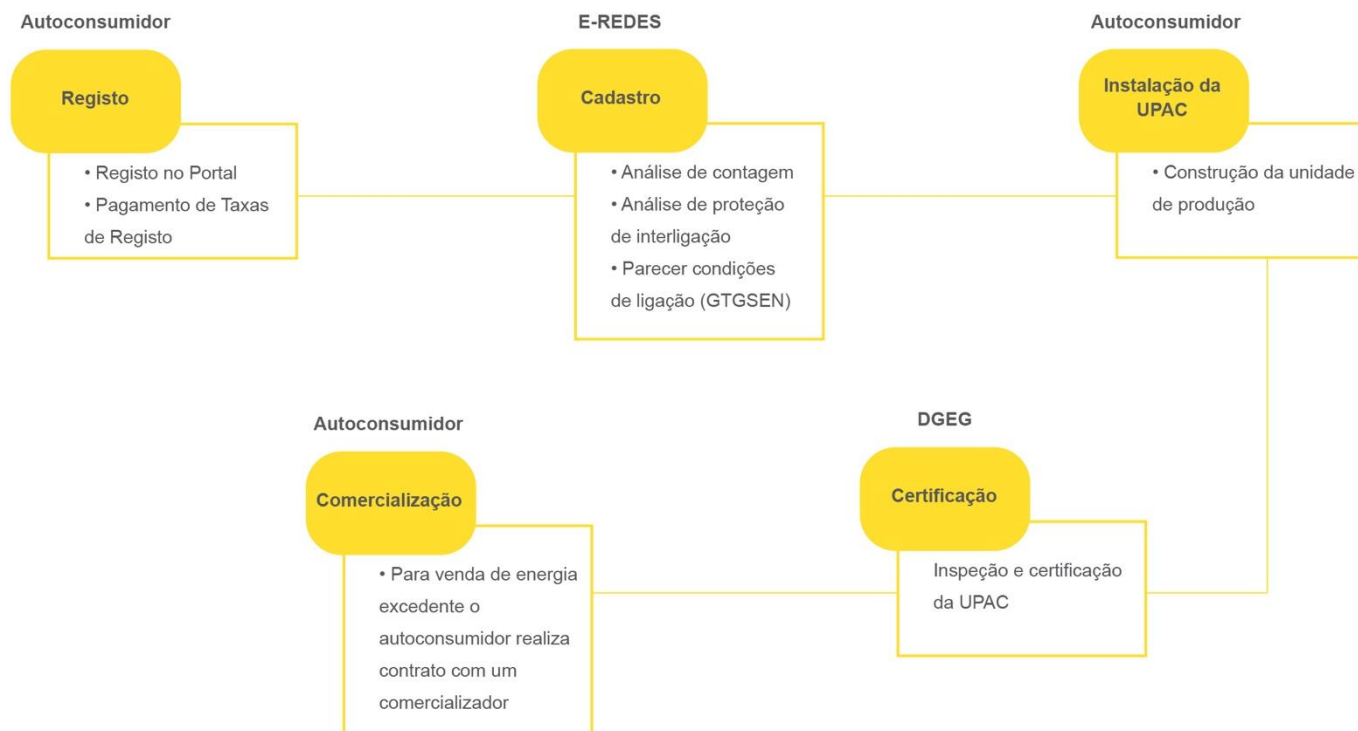 Autoconsumidor
Registo
• Registo no Portal
• Pagamento de Taxas
de Registo
E-REDES
Cadastro
• Análise de contagem
• Análise de proteção
de interligação
• Parecer condições
de ligação (GTGSEN)
Autoconsumidor
Instalação da
UPAC
• Construção da unidade
de produção
DGEG
Certificação
Inspeção e certificação
da UPAC
Autoconsumidor
Comercialização
• Para venda de energia
excedente o
autoconsumidor realiza
contrato com um
comercializador